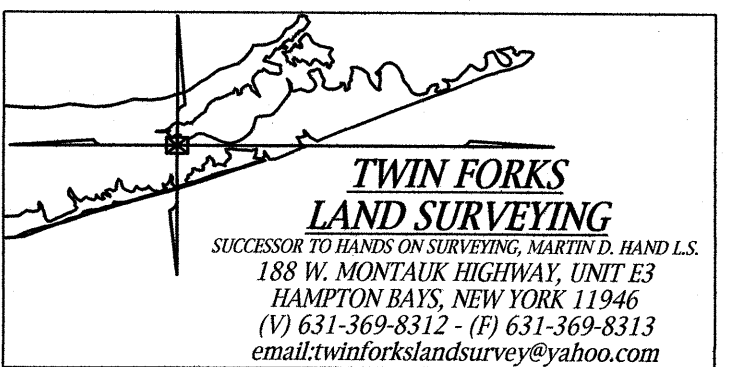 TWIN FORKS
LAND SURVEYING
SUCCESSOR TO HANDS ON SURVEYING, MARTIN D. HAND L.S.
188 W. MONTAUK HIGHWAY, UNIT E3
HAMPTON BAYS, NEW YORK 11946
(V) 631-369-8312 - (F) 631-369-8313
email:twinforkslandsurvey@yahoo.com